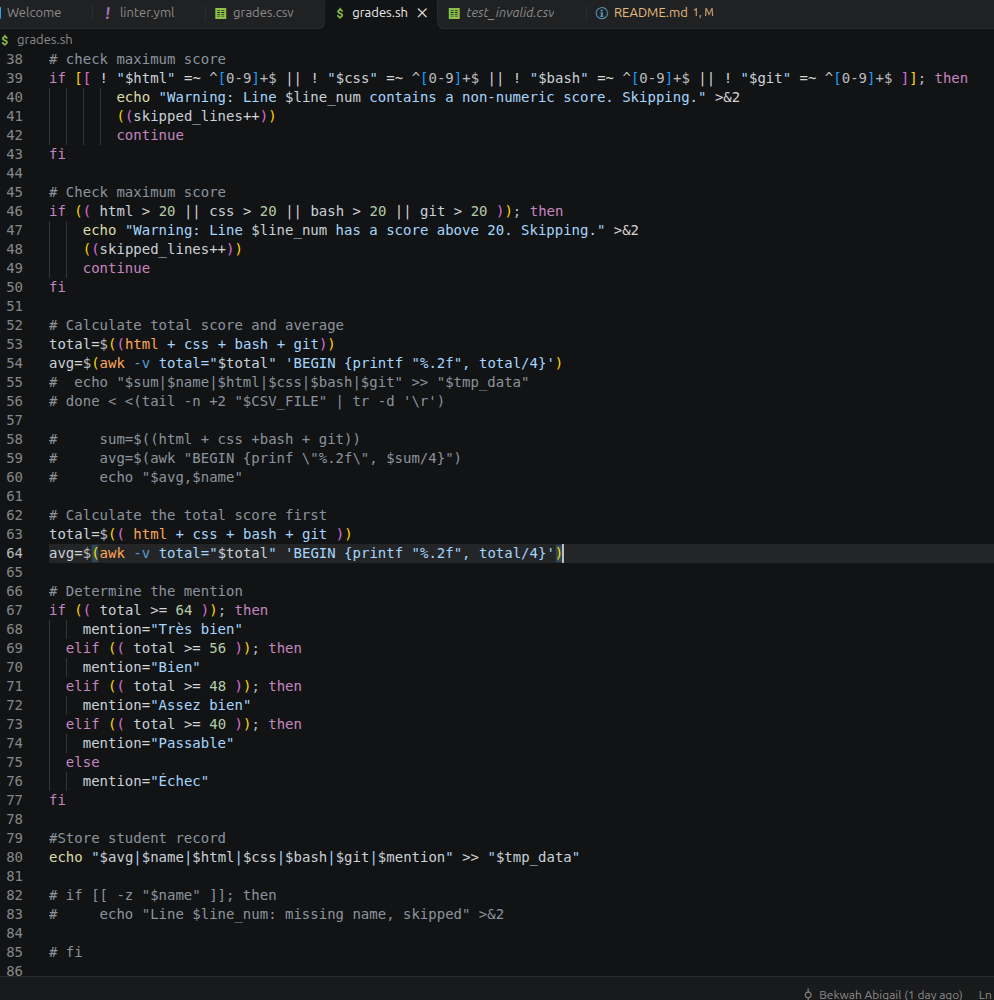 Welcome ! linter.yml grades.csv $ grades.sh × test_invalid.csv README.md 1, M
$ grades.sh
38 # check maximum score
39 if [[ ! "$html" =~ ^[0-9]+$ || ! "$css" =~ ^[0-9]+$ || ! "$bash" =~ ^[0-9]+$ || ! "$git" =~ ^[0-9]+$ ]]; then
40         echo "Warning: Line $line_num contains a non-numeric score. Skipping." >&2
41         ((skipped_lines++))
42         continue
43 fi
44
45 # Check maximum score
46 if (( html > 20 || css > 20 || bash > 20 || git > 20 )); then
47     echo "Warning: Line $line_num has a score above 20. Skipping." >&2
48     ((skipped_lines++))
49     continue
50 fi
51
52 # Calculate total score and average
53 total=$((html + css + bash + git))
54 avg=$(awk -v total="$total" 'BEGIN {printf "%.2f", total/4}')
55 #  echo "$sum|$name|$html|$css|$bash|$git" >> "$tmp_data"
56 # done < <(tail -n +2 "$CSV_FILE" | tr -d '\r')
57
58 #     sum=$((html + css +bash + git))
59 #     avg=$(awk "BEGIN {prinf \"%.2f\", $sum/4}")
60 #     echo "$avg,$name"
61
62 # Calculate the total score first
63 total=$(( html + css + bash + git ))
64 avg=$(awk -v total="$total" 'BEGIN {printf "%.2f", total/4}')
65
66 # Determine the mention
67 if (( total >= 64 )); then
68     mention="Très bien"
69   elif (( total >= 56 )); then
70     mention="Bien"
71   elif (( total >= 48 )); then
72     mention="Assez bien"
73   elif (( total >= 40 )); then
74     mention="Passable"
75   else
76     mention="Échec"
77 fi
78
79 #Store student record
80 echo "$avg|$name|$html|$css|$bash|$git|$mention" >> "$tmp_data"
81
82 # if [[ -z "$name" ]]; then
83 #     echo "Line $line_num: missing name, skipped" >&2
84
85 # fi
86
Bekwah Abigail (1 day ago) Ln